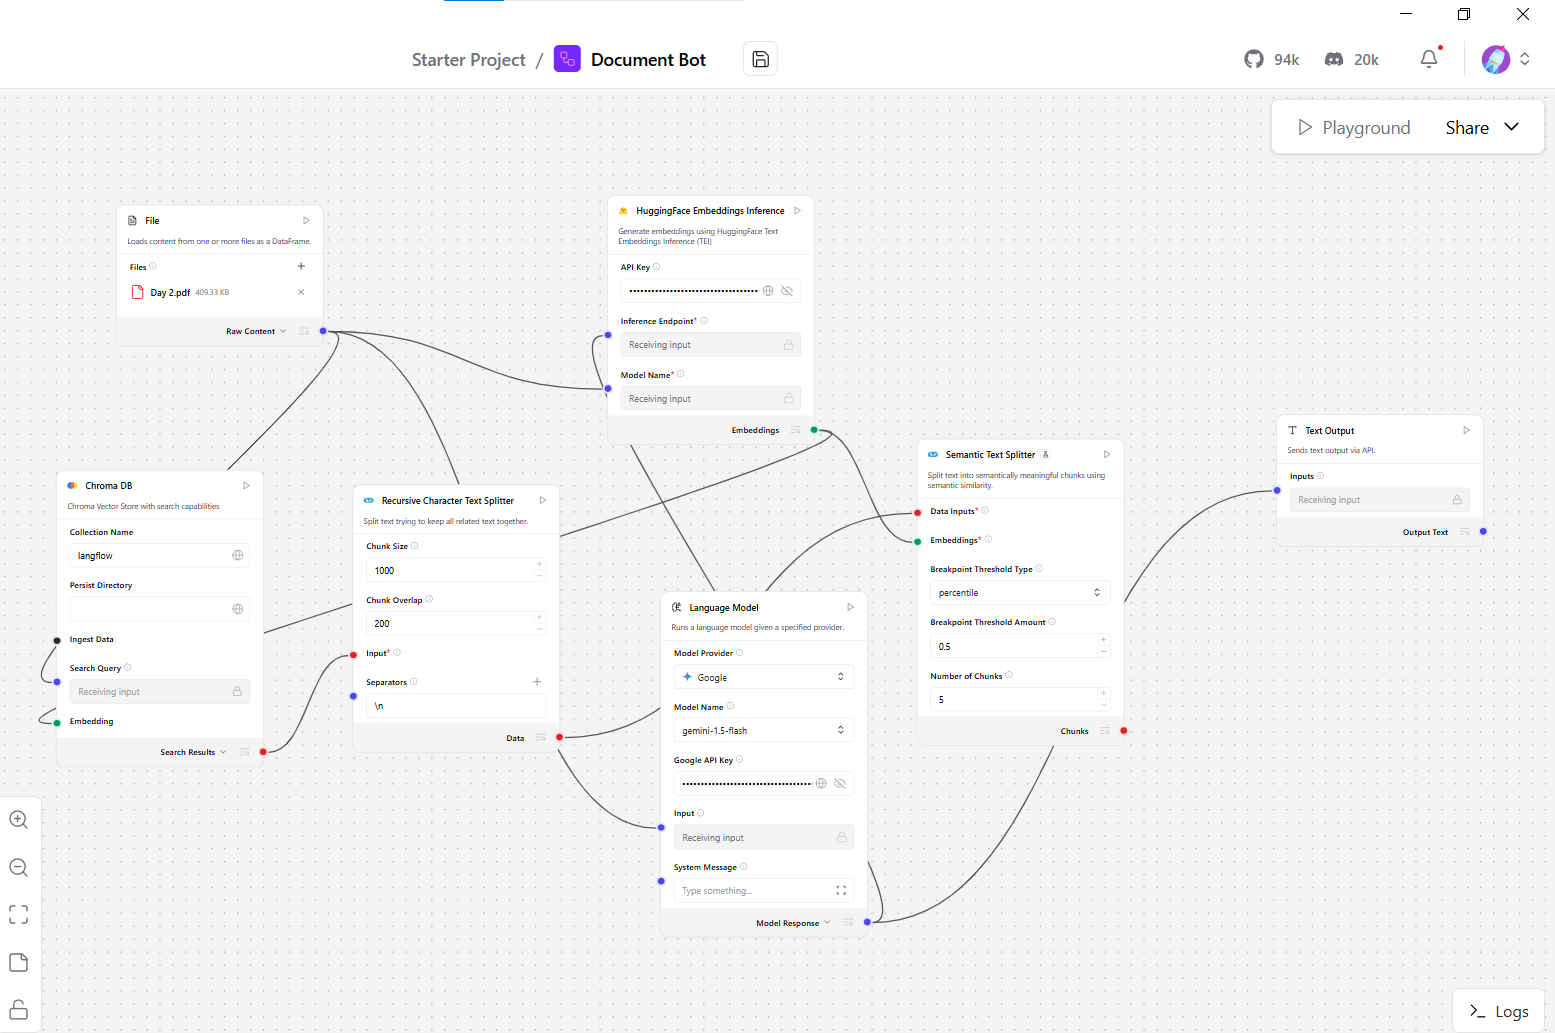 Starter Project / Document Bot
94k
20k
Playground
Share
File
Loads content from one or more files as a DataFrame.
Files
Day 2.pdf 409.33 KB
Raw Content
HuggingFace Embeddings Inference
Generate embeddings using HuggingFace Text
Embeddings Inference (TEI)
API Key
Inference Endpoint*
Receiving input
Model Name*
Receiving input
Embeddings
Chroma DB
Chroma Vector Store with search capabilities
Collection Name
langflow
Persist Directory
Ingest Data
Search Query
Receiving input
Embedding
Search Results
Recursive Character Text Splitter
Split text trying to keep all related text together.
Chunk Size
1000
Chunk Overlap
200
Input*
Separators
\n
Data
Language Model
Runs a language model given a specified provider.
Model Provider
Google
Model Name
gemini-1.5-flash
Google API Key
Input
Receiving input
System Message
Type something...
Model Response
Semantic Text Splitter
Split text into semantically meaningful chunks using
semantic similarity.
Data Inputs*
Embeddings*
Breakpoint Threshold Type
percentile
Breakpoint Threshold Amount
0.5
Number of Chunks
5
Chunks
Text Output
Sends text output via API.
Inputs
Receiving input
Output Text
Logs